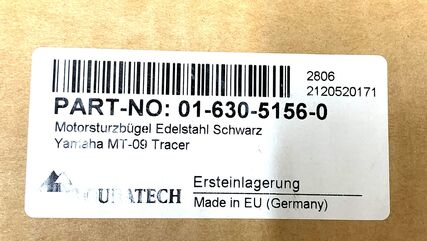 2806
2120520171
PART-NO: 01-630-5156-0
Motorsturzbügel Edelstahl Schwarz
Yamaha MT-09 Tracer
Ersteinlagerung
Made in EU (Germany)